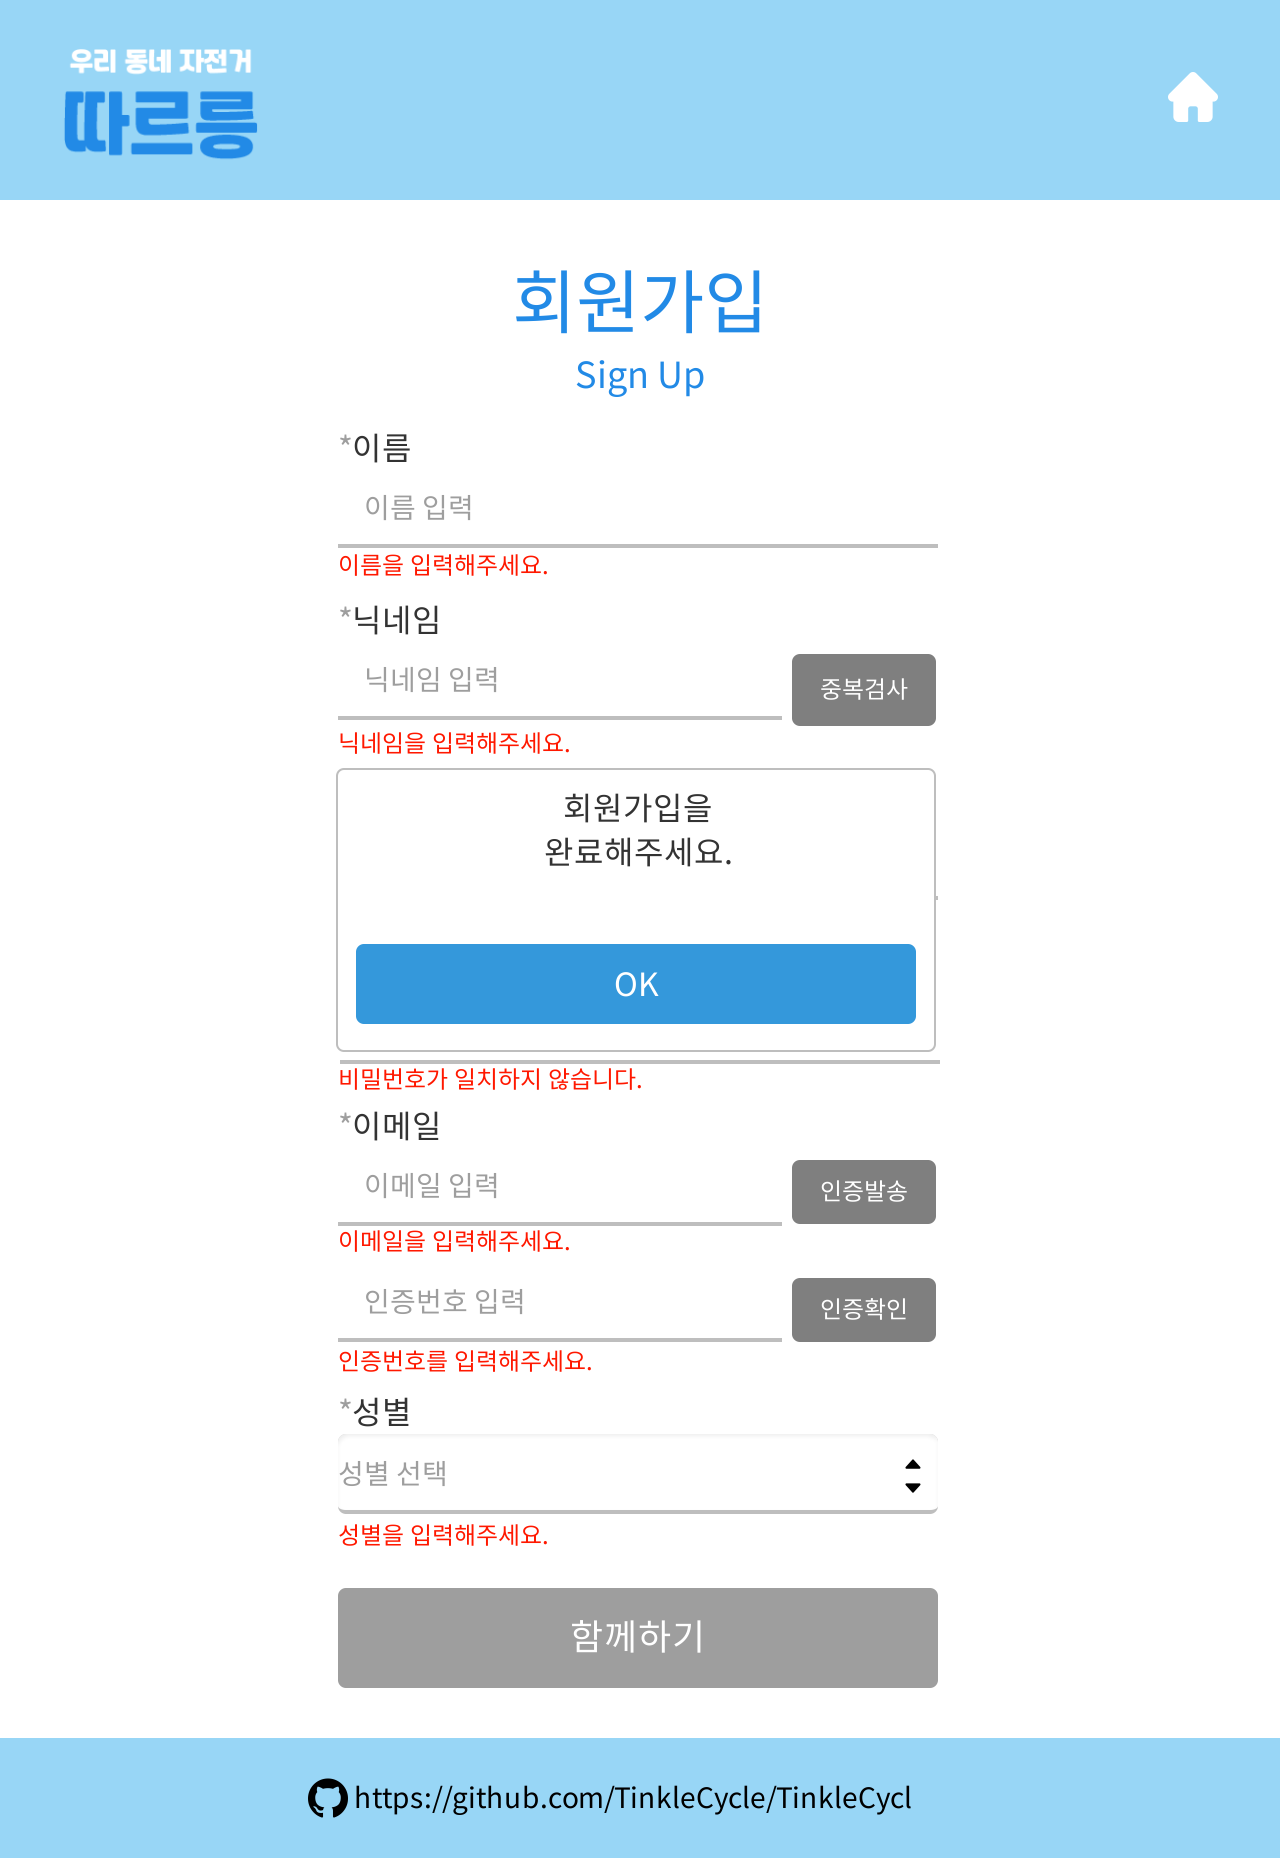 우리 동네 자전거
따르릉
회원가입
Sign Up
*이름
이름 입력
이름을 입력해주세요.
*닉네임
닉네임 입력
중복검사
닉네임을 입력해주세요.
회원가입을
완료해주세요.
OK
비밀번호가 일치하지 않습니다.
*이메일
이메일 입력
인증발송
이메일을 입력해주세요.
인증번호 입력
인증확인
인증번호를 입력해주세요.
*성별
성별 선택
성별을 입력해주세요.
함께하기
https://github.com/TinkleCycle/TinkleCycl